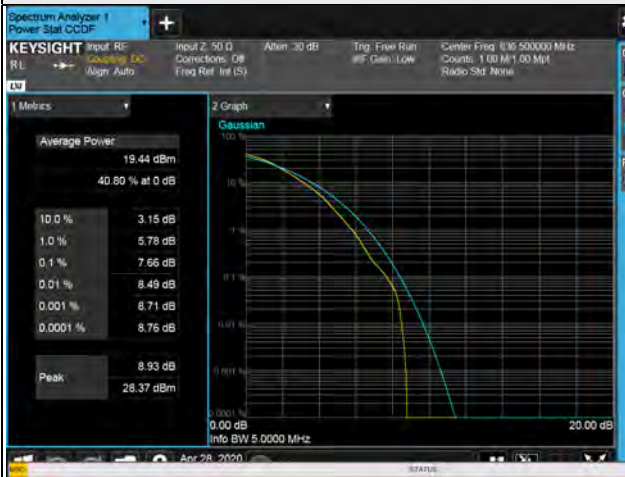 Spectrum Analyzer 1
Power Stat CCDF
+
KEYSIGHT Input: RF
RL
Coupling: DC
Align: Auto
Input Z: 50 Ω
Corrections: Off
Freq Ref: Int (S)
Atten: 30 dB
Trig: Free Run
#IF Gain: Low
Center Freq: 836.500000 MHz
Counts: 1.00 M/1.00 Mpt
Radio Std: None
LW
1 Metrics
Average Power
19.44 dBm
40.80 % at 0 dB
10.0 % 3.15 dB
1.0 % 5.78 dB
0.1 % 7.66 dB
0.01 % 8.49 dB
0.001 % 8.71 dB
0.0001 % 8.76 dB
Peak
8.93 dB
28.37 dBm
2 Graph
Gaussian
100 %
10 %
1 %
0.1 %
0.01 %
0.001 %
0.0001 %
0.00 dB 20.00 dB
Info BW 5.0000 MHz
Apr 28, 2020
MSG STATUS